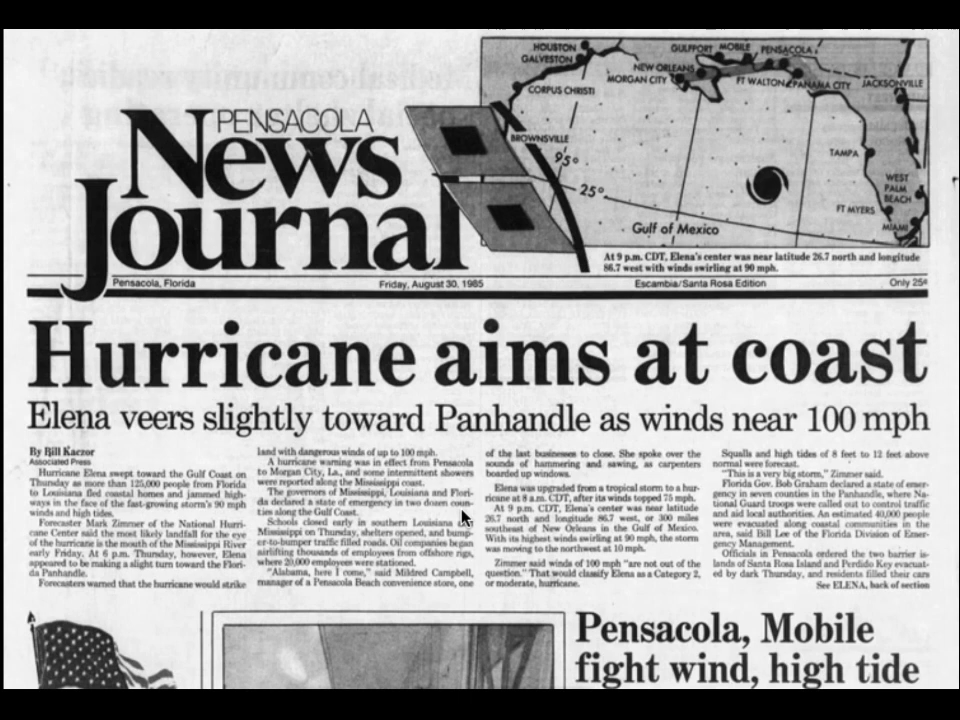 HOUSTON
GALVESTON
CORPUS CHRISTI
BROWNSVILLE
GULFPORT
MOBILE
PENSACOLA
NEW ORLEANS
MORGAN CITY
FT WALTON
PANAMA CITY
JACKSONVILLE
TAMPA
WEST
PALM
BEACH
FT MYERS
MIAMI
95°
25°
Gulf of Mexico
At 9 p.m. CDT, Elena's center was near latitude 26.7 north and longitude
86.7 west with winds swirling at 90 mph.
PENSACOLA
News
Journal
Pensacola, Florida
Friday, August 30, 1985
Escambia/Santa Rosa Edition
Only 25¢
Hurricane aims at coast
Elena veers slightly toward Panhandle as winds near 100 mph
By Bill Kaczor
Associated Press
Hurricane Elena swept toward the Gulf Coast on
Thursday as more than 125,000 people from Florida
to Louisiana fled coastal homes and jammed high-
ways in the face of the fast-growing storm's 90 mph
winds and high tides.
Forecaster Mark Zimmer of the National Hurri-
cane Center said the most likely landfall for the eye
of the hurricane is the mouth of the Mississippi River
early Friday. At 6 p.m. Thursday, however, Elena
appeared to be making a slight turn toward the Flori-
da Panhandle.
Forecasters warned that the hurricane would strike
land with dangerous winds of up to 100 mph.
A hurricane warning was in effect from Pensacola
to Morgan City, La., and some intermittent showers
were reported along the Mississippi coast.
The governors of Mississippi, Louisiana and Flori-
da declared a state of emergency in two dozen coun-
ties along the Gulf Coast.
Schools closed early in southern Louisiana
Mississippi on Thursday, shelters opened, and bump-
er-to-bumper traffic filled roads. Oil companies began
airlifting thousands of employees from offshore rigs,
where 20,000 employees were stationed.
"Alabama, here I come," said Mildred Campbell,
manager of a Pensacola Beach convenience store, one
of the last businesses to close. She spoke over the
sounds of hammering and sawing, as carpenters
boarded up windows.
Elena was upgraded from a tropical storm to a hur-
ricane at 8 a.m. CDT, after its winds topped 75 mph.
At 9 p.m. CDT, Elena's center was near latitude
26.7 north and longitude 86.7 west, or 300 miles
southeast of New Orleans in the Gulf of Mexico.
With its highest winds swirling at 90 mph, the storm
was moving to the northwest at 10 mph.
Zimmer said winds of 100 mph "are not out of the
question." That would classify Elena as a Category 2,
or moderate, hurricane.
Squalls and high tides of 8 feet to 12 feet above
normal were forecast.
"This is a very big storm," Zimmer said.
Florida Gov. Bob Graham declared a state of emer-
gency in seven counties in the Panhandle, where Na-
tional Guard troops were called out to control traffic
and aid local authorities. An estimated 40,000 people
were evacuated along coastal communities in the
area, said Bill Lee of the Florida Division of Emer-
gency Management.
Officials in Pensacola ordered the two barrier is-
lands of Santa Rosa Island and Perdido Key evacuat-
ed by dark Thursday, and residents filled their cars
See ELENA, back of section
Pensacola, Mobile
fight wind, high tide